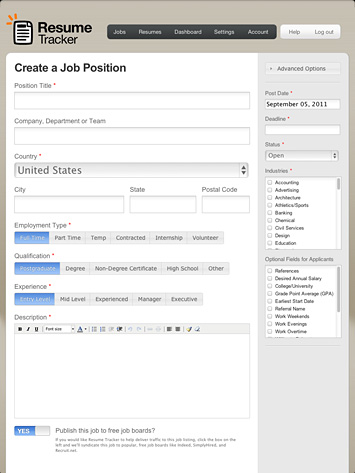 Resume
Tracker
Jobs Resumes Dashboard Settings Account Help Log out
Create a Job Position
Position Title *
Company, Department or Team
Country *
United States
City State Postal Code
Employment Type *
Full Time Part Time Temp Contracted Internship Volunteer
Qualification *
Postgraduate Degree Non-Degree Certificate High School Other
Experience *
Entry Level Mid Level Experienced Manager Executive
Description *
B I U Font size A
YES Publish this job to free job boards?
If you would like Resume Tracker to help deliver traffic to this job listing, click the box on the
left and we'll syndicate this job to popular, free job boards like Indeed, SimplyHired, and
Recruit.net.
Advanced Options
Post Date *
September 05, 2011
Deadline *
Status *
Open
Industries *
Accounting
Advertising
Architecture
Athletics/Sports
Banking
Chemical
Civil Services
Design
Education
Optional Fields for Applicants
References
Desired Annual Salary
College/University
Grade Point Average (GPA)
Earliest Start Date
Referral Name
Work Weekends
Work Evenings
Work Overtime